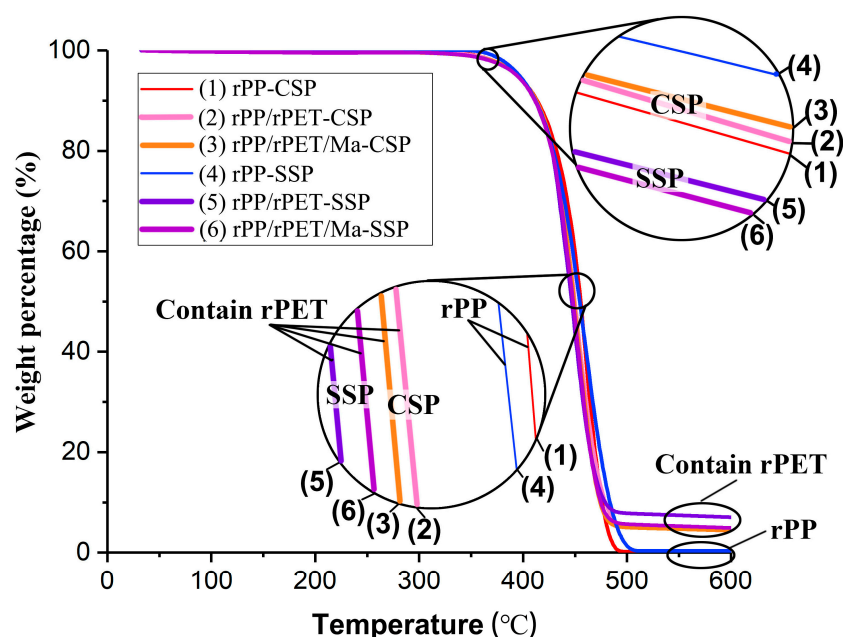 100
80
60
40
20
0
Weight percentage (%)
0
100
200
300
400
500
600
Temperature (℃)
(1) rPP-CSP
(2) rPP/rPET-CSP
(3) rPP/rPET/Ma-CSP
(4) rPP-SSP
(5) rPP/rPET-SSP
(6) rPP/rPET/Ma-SSP
CSP
SSP
(4)
(3)
(2)
(1)
(5)
(6)
Contain rPET
rPP
SSP
CSP
(1)
(4)
(5)
(6)
(3)
(2)
Contain rPET
rPP